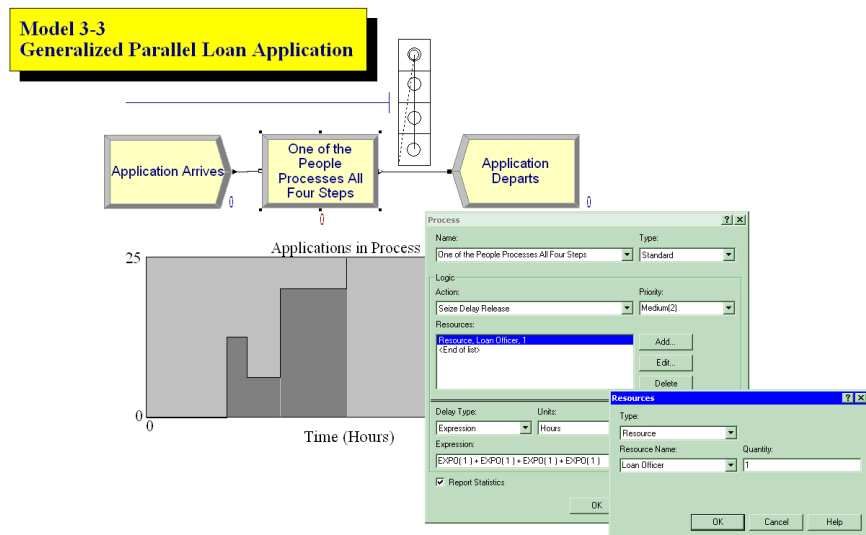 Model 3-3
Generalized Parallel Loan Application
Application Arrives
One of the
People
Processes All
Four Steps
Application
Departs
0
0
0
Applications in Process
25
0
0
Time (Hours)
Process
Name:
Type:
One of the People Processes All Four Steps
Standard
Logic
Action:
Priority:
Seize Delay Release
Medium(2)
Resources:
Resource, Loan Officer, 1
<End of list>
Add...
Edit...
Delete
Delay Type:
Units:
Expression
Hours
Expression:
EXPO( 1 ) + EXPO( 1 ) + EXPO( 1 ) + EXPO( 1 )
Report Statistics
OK
Resources
Type:
Resource
Resource Name:
Quantity:
Loan Officer
1
OK
Cancel
Help